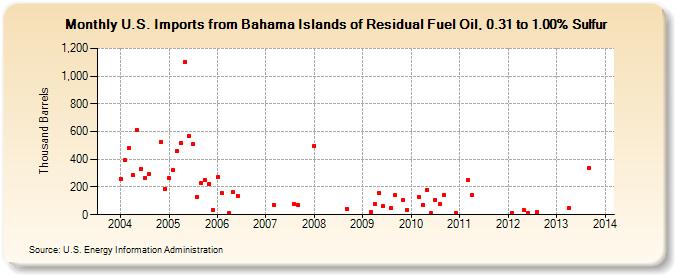 Monthly U.S. Imports from Bahama Islands of Residual Fuel Oil, 0.31 to 1.00% Sulfur
Thousand Barrels
1,200
1,000
800
600
400
200
0
2004 2005 2006 2007 2008 2009 2010 2011 2012 2013 2014
Source: U.S. Energy Information Administration